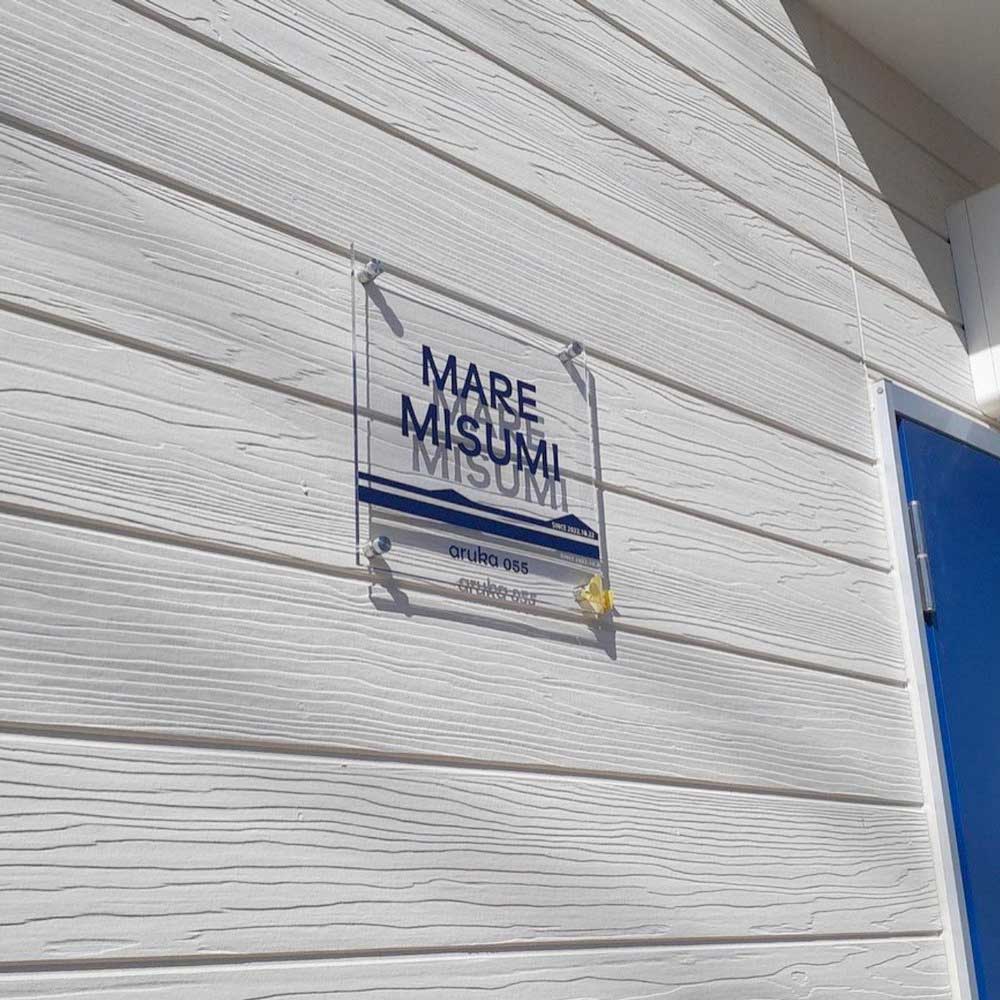 MARE
MISUMI
SINCE 2022.10.22
aruka 055